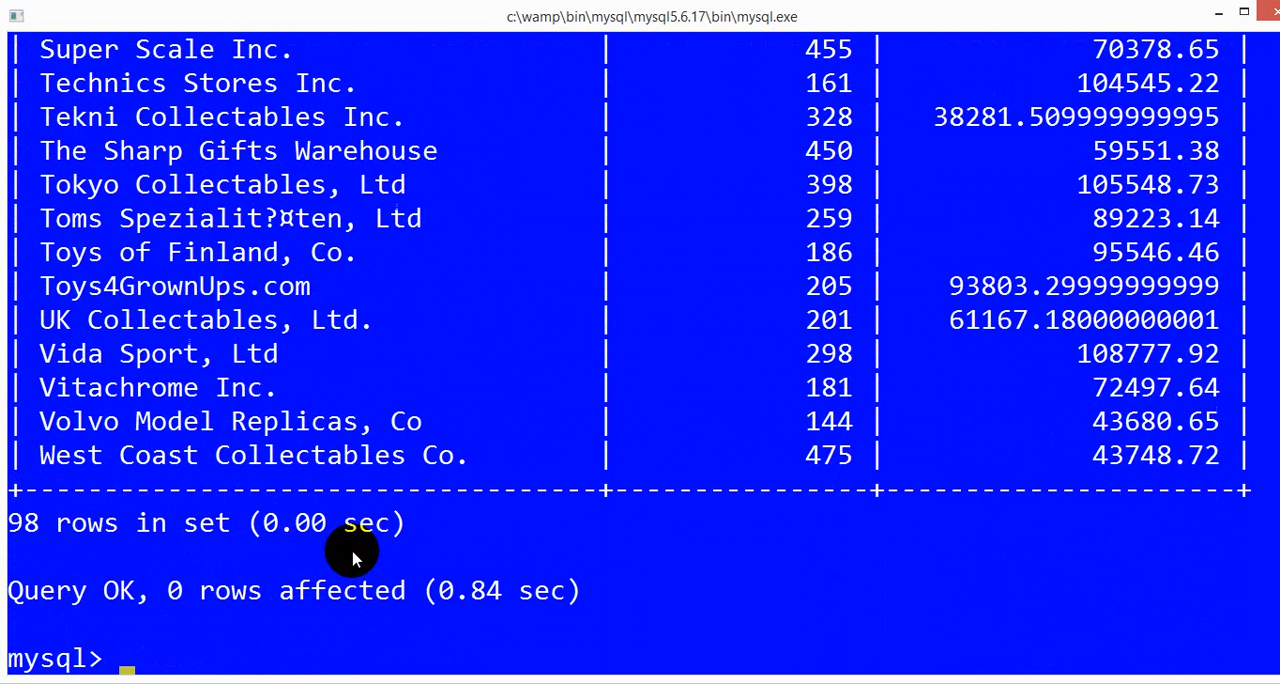 c:\wamp\bin\mysql\mysql5.6.17\bin\mysql.exe
| Super Scale Inc. | 455 | 70378.65 |
| Technics Stores Inc. | 161 | 104545.22 |
| Tekni Collectables Inc. | 328 | 38281.509999999995 |
| The Sharp Gifts Warehouse | 450 | 59551.38 |
| Tokyo Collectables, Ltd | 398 | 105548.73 |
| Toms Spezialit?¤ten, Ltd | 259 | 89223.14 |
| Toys of Finland, Co. | 186 | 95546.46 |
| Toys4GrownUps.com | 205 | 93803.29999999999 |
| UK Collectables, Ltd. | 201 | 61167.18000000001 |
| Vida Sport, Ltd | 298 | 108777.92 |
| Vitachrome Inc. | 181 | 72497.64 |
| Volvo Model Replicas, Co | 144 | 43680.65 |
| West Coast Collectables Co. | 475 | 43748.72 |
+-------------------------------------+----------------+----------------------+
98 rows in set (0.00 sec)
Query OK, 0 rows affected (0.84 sec)
mysql>